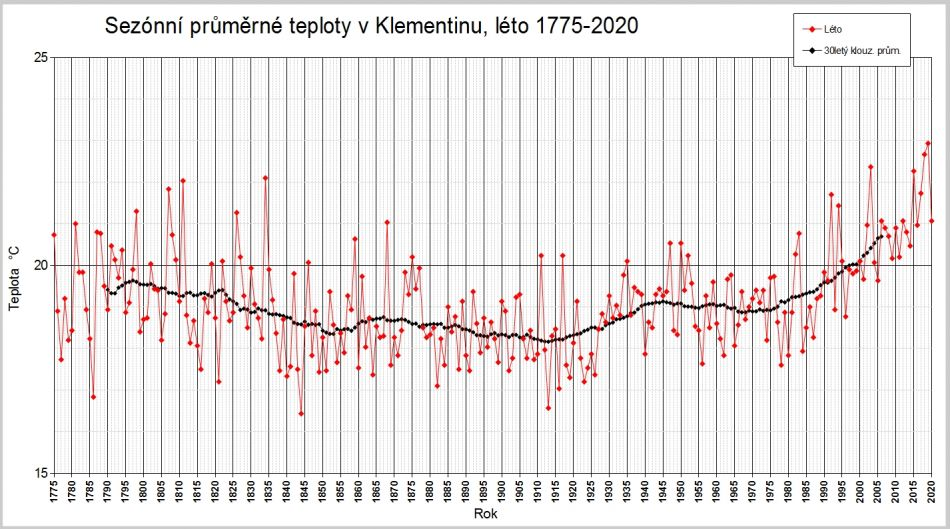 Sezónní průměrné teploty v Klementinu, léto 1775-2020
Léto
30letý klouz. prům.
25
20
15
Teplota °C
1775 1780 1785 1790 1795 1800 1805 1810 1815 1820 1825 1830 1835 1840 1845 1850 1855 1860 1865 1870 1875 1880 1885 1890 1895 1900 1905 1910 1915 1920 1925 1930 1935 1940 1945 1950 1955 1960 1965 1970 1975 1980 1985 1990 1995 2000 2005 2010 2015 2020
Rok